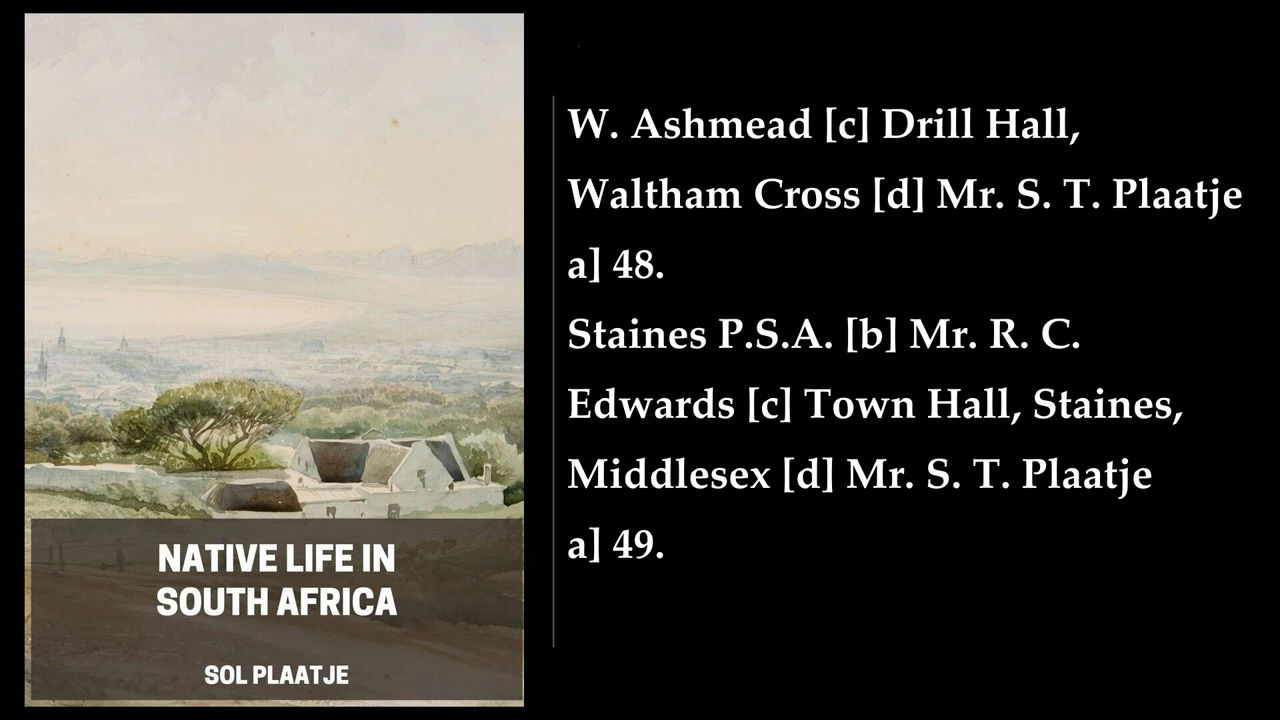 NATIVE LIFE IN
SOUTH AFRICA
SOL PLAATJE
W. Ashmead [c] Drill Hall,
Waltham Cross [d] Mr. S. T. Plaatje
a] 48.
Staines P.S.A. [b] Mr. R. C.
Edwards [c] Town Hall, Staines,
Middlesex [d] Mr. S. T. Plaatje
a] 49.